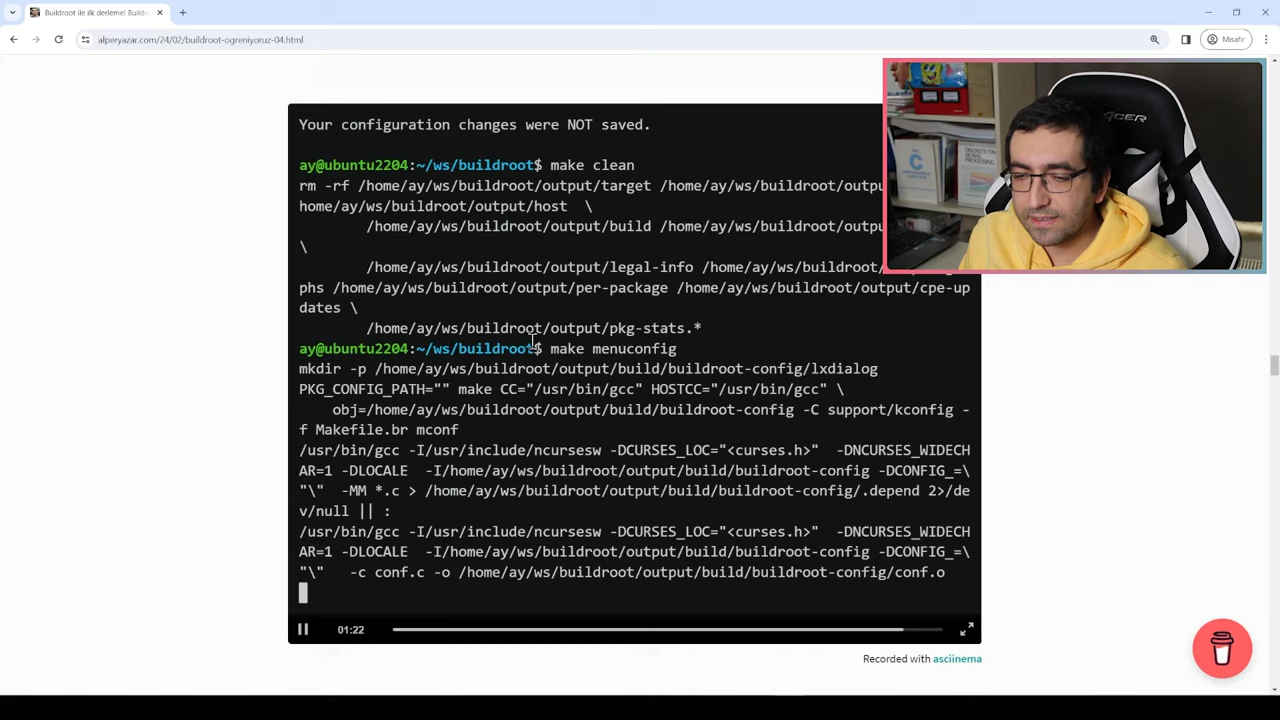 Buildroot ile ilk derleme! Buildr
alperyazar.com/24/02/buildroot-ogreniyoruz-04.html
Misafir
Your configuration changes were NOT saved.
ay@ubuntu2204:~/ws/buildroot$ make clean
rm -rf /home/ay/ws/buildroot/output/target /home/ay/ws/buildroot/outpu
home/ay/ws/buildroot/output/host  \
/home/ay/ws/buildroot/output/build /home/ay/ws/buildroot/outpu
\
/home/ay/ws/buildroot/output/legal-info /home/ay/ws/buildroot/
phs /home/ay/ws/buildroot/output/per-package /home/ay/ws/buildroot/output/cpe-up
dates \
/home/ay/ws/buildroot/output/pkg-stats.*
ay@ubuntu2204:~/ws/buildroot$ make menuconfig
mkdir -p /home/ay/ws/buildroot/output/build/buildroot-config/lxdialog
PKG_CONFIG_PATH="" make CC="/usr/bin/gcc" HOSTCC="/usr/bin/gcc" \
obj=/home/ay/ws/buildroot/output/build/buildroot-config -C support/kconfig -
f Makefile.br mconf
/usr/bin/gcc -I/usr/include/ncursesw -DCURSES_LOC="<curses.h>"  -DNCURSES_WIDECH
AR=1 -DLOCALE  -I/home/ay/ws/buildroot/output/build/buildroot-config -DCONFIG_=\
"\"  -MM *.c > /home/ay/ws/buildroot/output/build/buildroot-config/.depend 2>/de
v/null || :
/usr/bin/gcc -I/usr/include/ncursesw -DCURSES_LOC="<curses.h>"  -DNCURSES_WIDECH
AR=1 -DLOCALE  -I/home/ay/ws/buildroot/output/build/buildroot-config -DCONFIG_=\
"\"   -c conf.c -o /home/ay/ws/buildroot/output/build/buildroot-config/conf.o
01:22
Recorded with asciinema
ACER
THE
C
PROGRAMMING
LANGUAGE